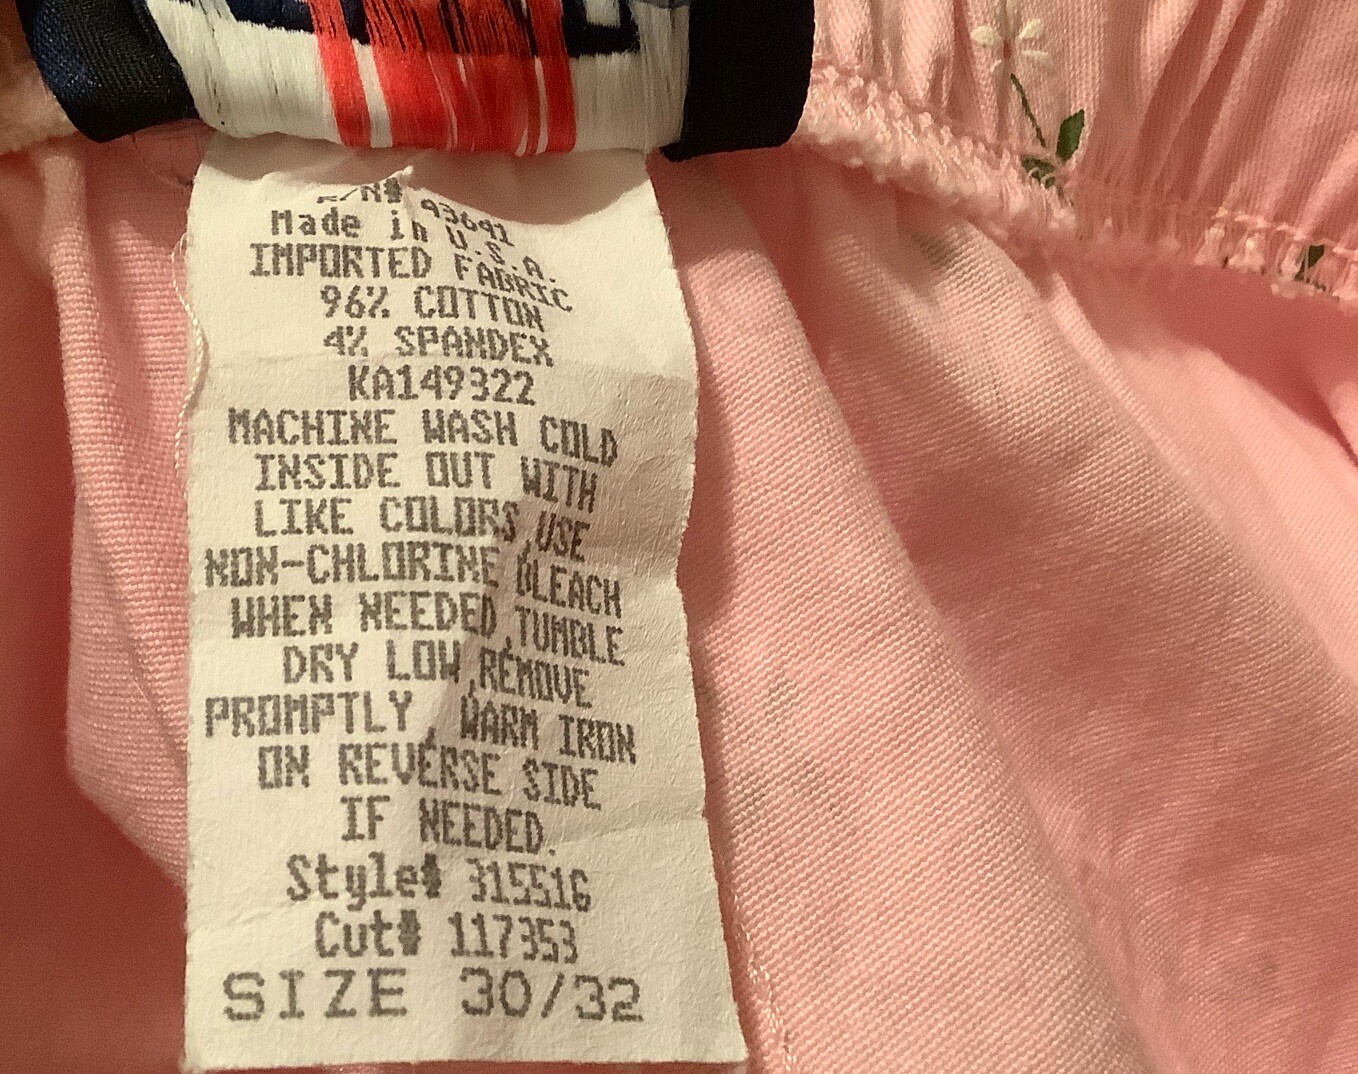 Made in U.S.A.
IMPORTED FABRIC
96% COTTON
4% SPANDEX
KA149322
MACHINE WASH COLD
INSIDE OUT WITH
LIKE COLORS,USE
NON-CHLORINE BLEACH
WHEN NEEDED,TUMBLE
DRY LOW,REMOVE
PROMPTLY, WARM IRON
ON REVERSE SIDE
IF NEEDED.
Style# 315516
Cut# 117353
SIZE 30/32